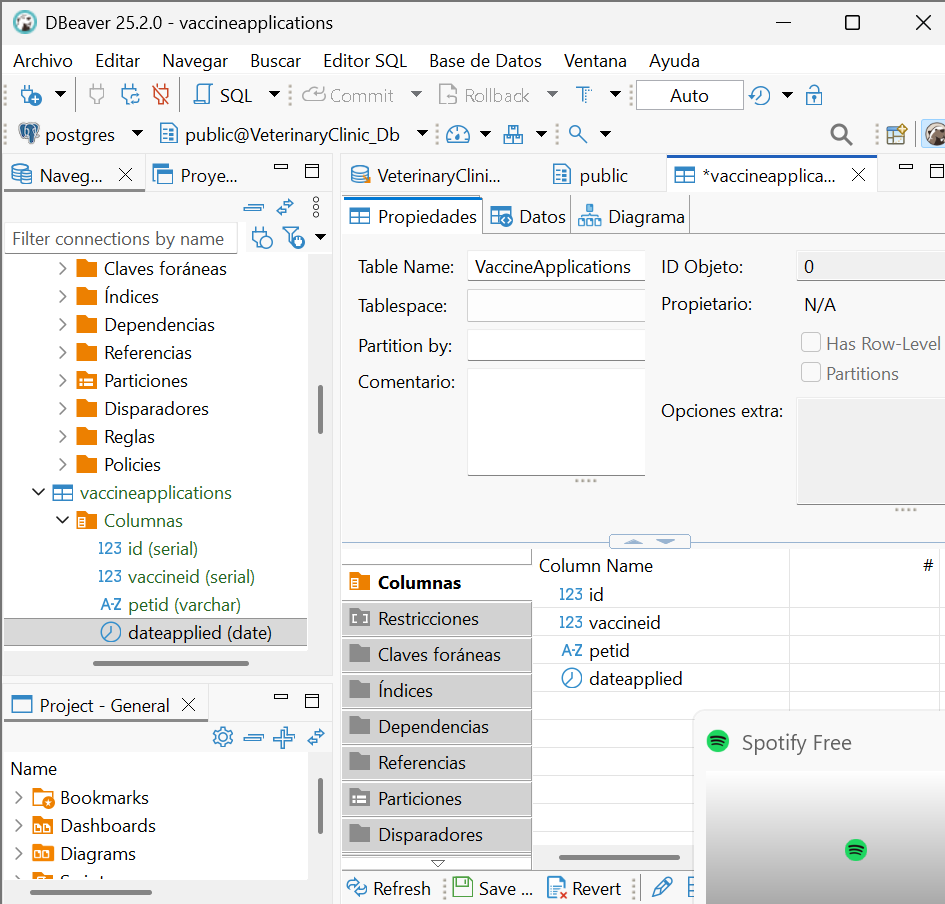 DBeaver 25.2.0 - vaccineapplications
Archivo Editar Navegar Buscar Editor SQL Base de Datos Ventana Ayuda
SQL Commit Rollback T Auto
postgres public@VeterinaryClinic_Db
Naveg... Proye...
Filter connections by name
Claves foráneas
Índices
Dependencias
Referencias
Particiones
Disparadores
Reglas
Policies
vaccineapplications
Columnas
123 id (serial)
123 vaccineid (serial)
A-Z petid (varchar)
dateapplied (date)
Project - General
Name
Bookmarks
Dashboards
Diagrams
VeterinaryClini... public *vaccineapplica...
Propiedades Datos Diagrama
Table Name: VaccineApplications ID Objeto: 0
Tablespace: Propietario: N/A
Partition by: Has Row-Level
Partitions
Comentario:
Opciones extra:
Columnas
Restricciones
Claves foráneas
Índices
Dependencias
Referencias
Particiones
Disparadores
Column Name #
123 id
123 vaccineid
A-Z petid
dateapplied
Spotify Free
Refresh Save ... Revert